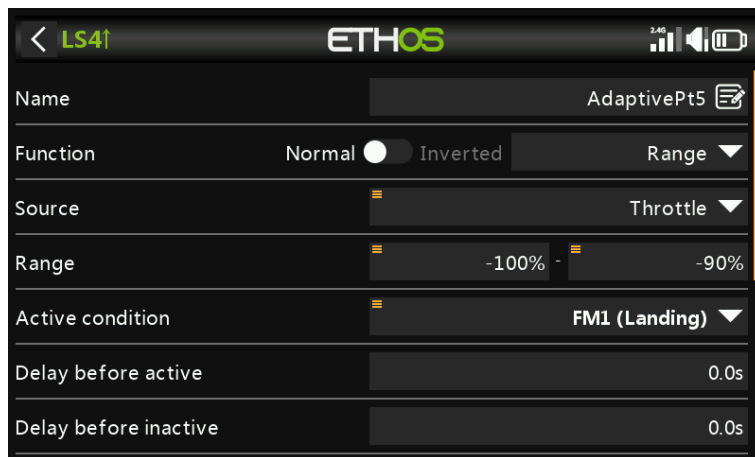 LS4↑ ETHOS 2.4G
Name AdaptivePt5
Function Normal Inverted Range
Source Throttle
Range -100% - -90%
Active condition FM1 (Landing)
Delay before active 0.0s
Delay before inactive 0.0s